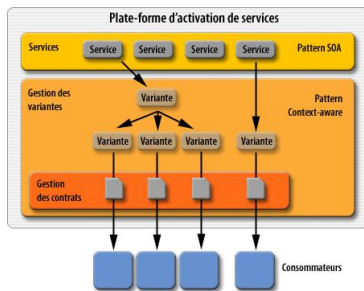 Plate-forme d'activation de services
Services
Service
Service
Service
Service
Pattern SOA
Gestion des
variantes
Variante
Pattern
Context-aware
Variante
Variante
Variante
Variante
Gestion
des contrats
Consommateurs